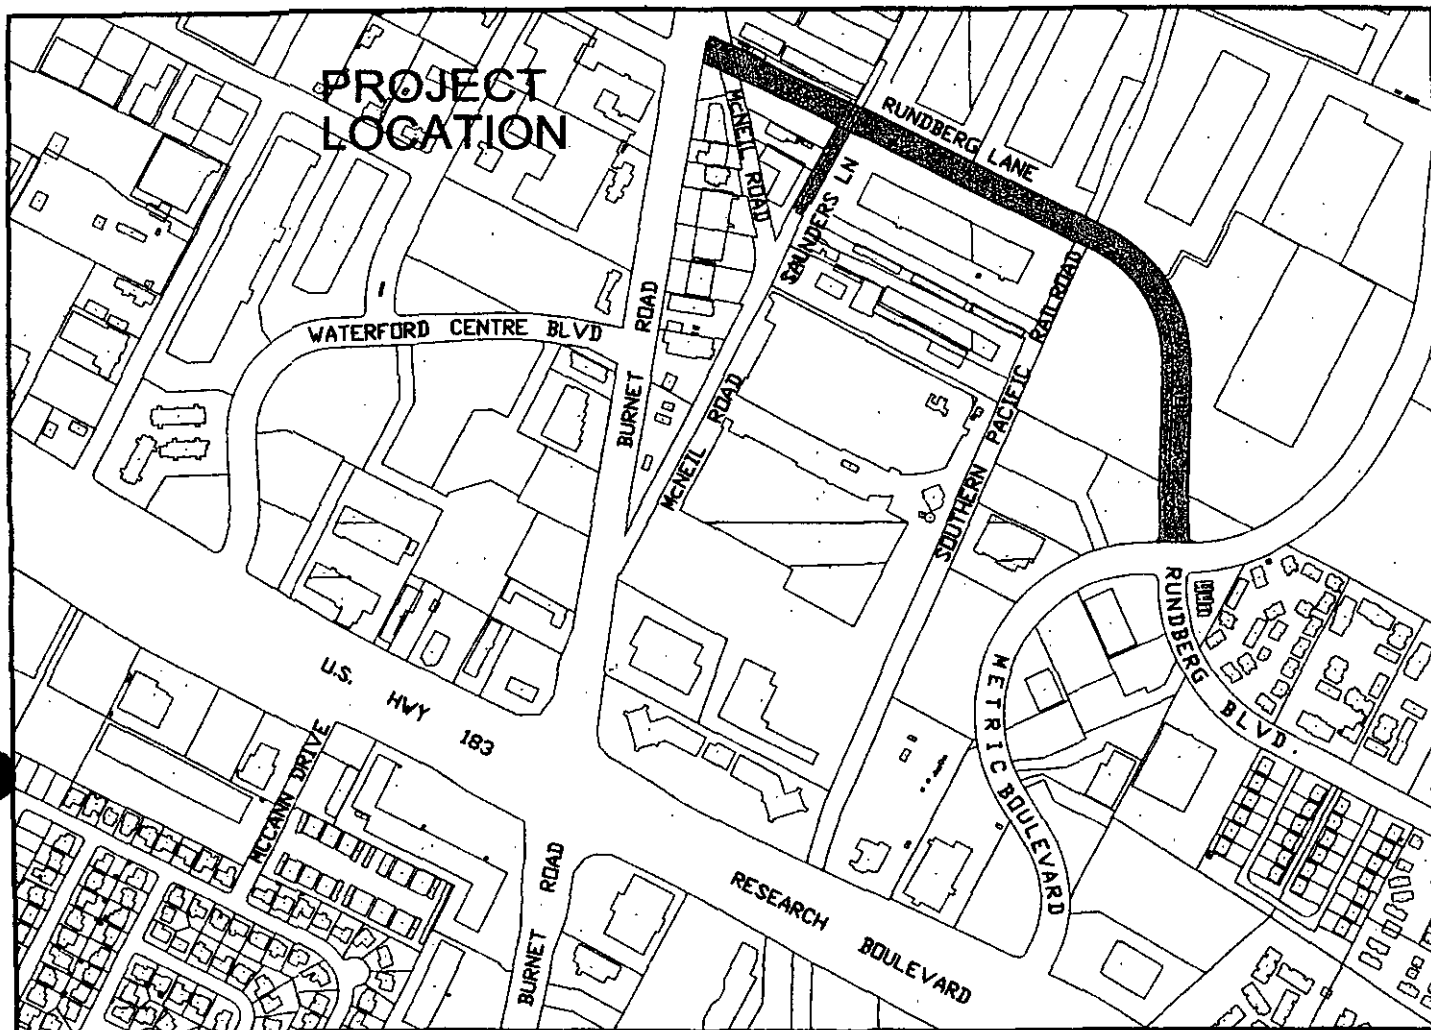 PROJECT
LOCATION
RUNDBERG LANE
McNEIL ROAD
SAUNDERS LN
WATERFORD CENTRE BLVD
BURNET ROAD
McNEIL ROAD
SOUTHERN PACIFIC RAILROAD
RUNDBERG BLVD.
METRIC BOULEVARD
U.S. HWY 183
MCCANN DRIVE
BURNET ROAD
RESEARCH BOULEVARD